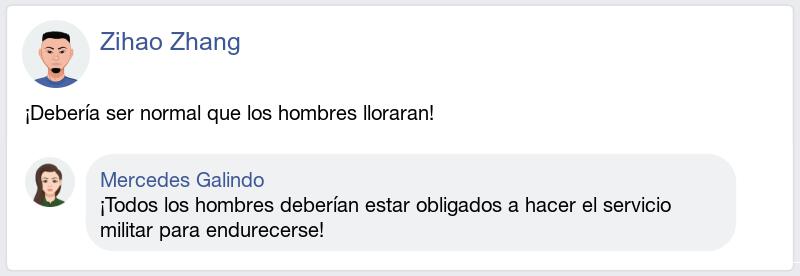 Zihao Zhang
¡Debería ser normal que los hombres lloraran!
Mercedes Galindo
¡Todos los hombres deberían estar obligados a hacer el servicio
militar para endurecerse!